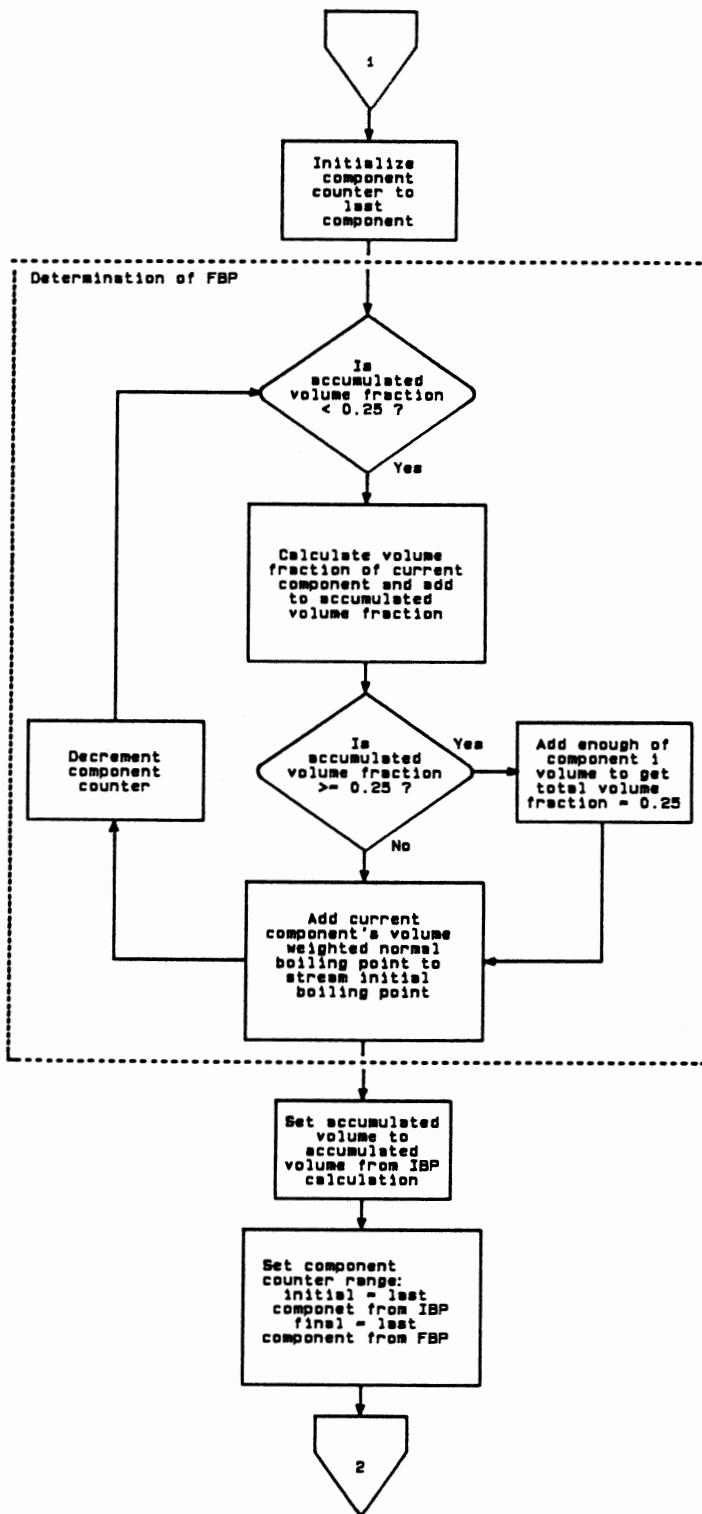 1
Initialize
component
counter to
last
component
Determination of FBP
Is
accumulated
volume fraction
< 0.25 ?
Yes
Calculate volume
fraction of current
component and add
to accumulated
volume fraction
Is
accumulated
volume fraction
>= 0.25 ?
Yes
Add enough of
component i
volume to get
total volume
fraction = 0.25
No
Decrement
component
counter
Add current
component's volume
weighted normal
boiling point to
stream initial
boiling point
Set accumulated
volume to
accumulated
volume from IBP
calculation
Set component
counter range:
initial = last
componet from IBP
final = last
component from FBP
2